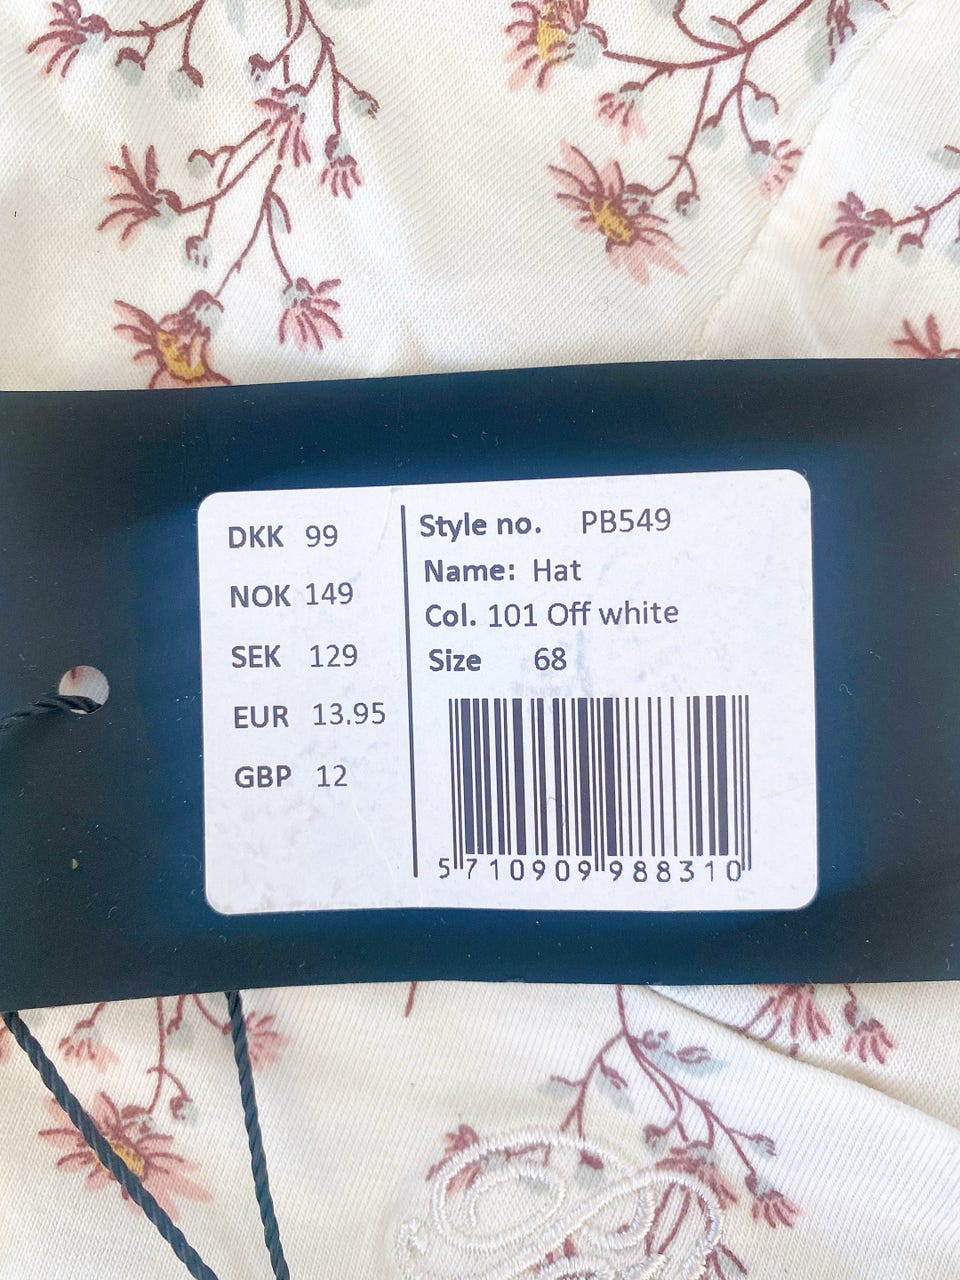 DKK 99
NOK 149
SEK 129
EUR 13.95
GBP 12
Style no. PB549
Name: Hat
Col. 101 Off white
Size 68
5710909988310